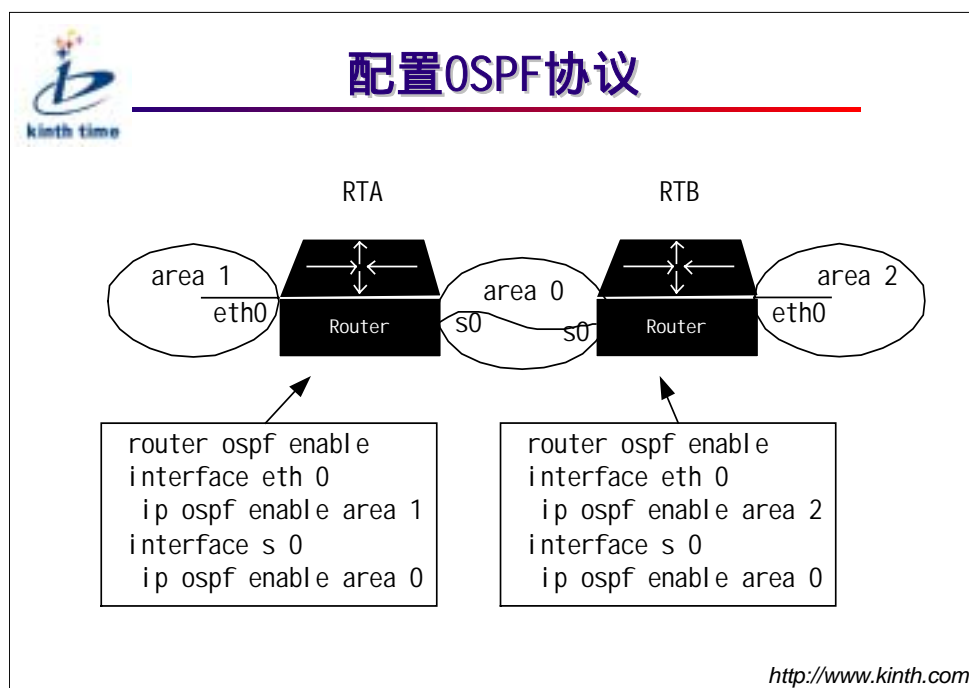 配置OSPF协议
kinth time
RTA
RTB
area 1
eth0
Router
area 0
s0
s0
Router
area 2
eth0
router ospf enable
interface eth 0
ip ospf enable area 1
interface s 0
ip ospf enable area 0
router ospf enable
interface eth 0
ip ospf enable area 2
interface s 0
ip ospf enable area 0
http://www.kinth.com